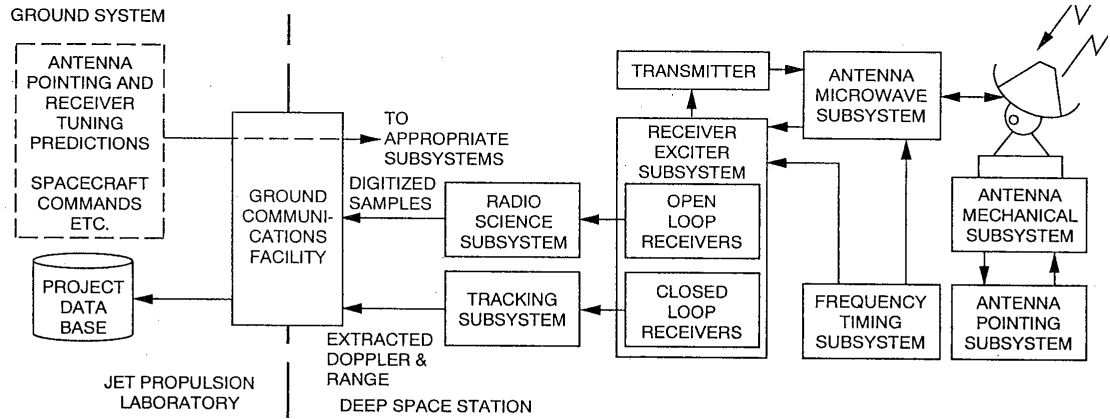 GROUND SYSTEM
ANTENNA
POINTING AND
RECEIVER
TUNING
PREDICTIONS
SPACECRAFT
COMMANDS
ETC.
PROJECT
DATA
BASE
JET PROPULSION
LABORATORY
GROUND
COMMUNI-
CATIONS
FACILITY
TO
APPROPRIATE
SUBSYSTEMS
DIGITIZED
SAMPLES
RADIO
SCIENCE
SUBSYSTEM
TRACKING
SUBSYSTEM
EXTRACTED
DOPPLER &
RANGE
DEEP SPACE STATION
TRANSMITTER
RECEIVER
EXCITER
SUBSYSTEM
OPEN
LOOP
RECEIVERS
CLOSED
LOOP
RECEIVERS
ANTENNA
MICROWAVE
SUBSYSTEM
FREQUENCY
TIMING
SUBSYSTEM
ANTENNA
MECHANICAL
SUBSYSTEM
ANTENNA
POINTING
SUBSYSTEM